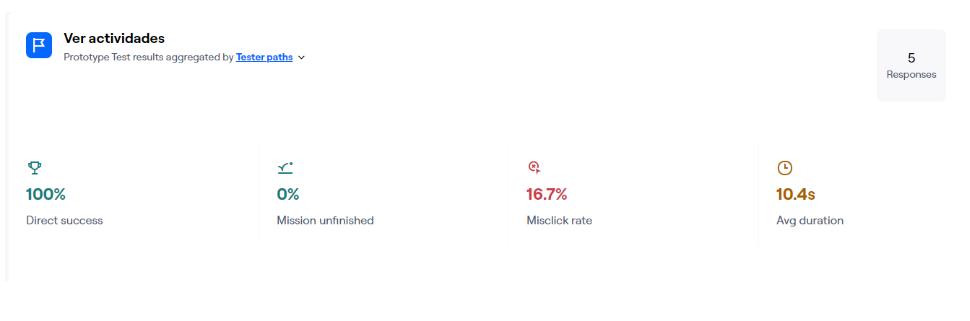 Ver actividades
Prototype Test results aggregated by Tester paths
5
Responses
100%
Direct success
0%
Mission unfinished
16.7%
Misclick rate
10.4s
Avg duration